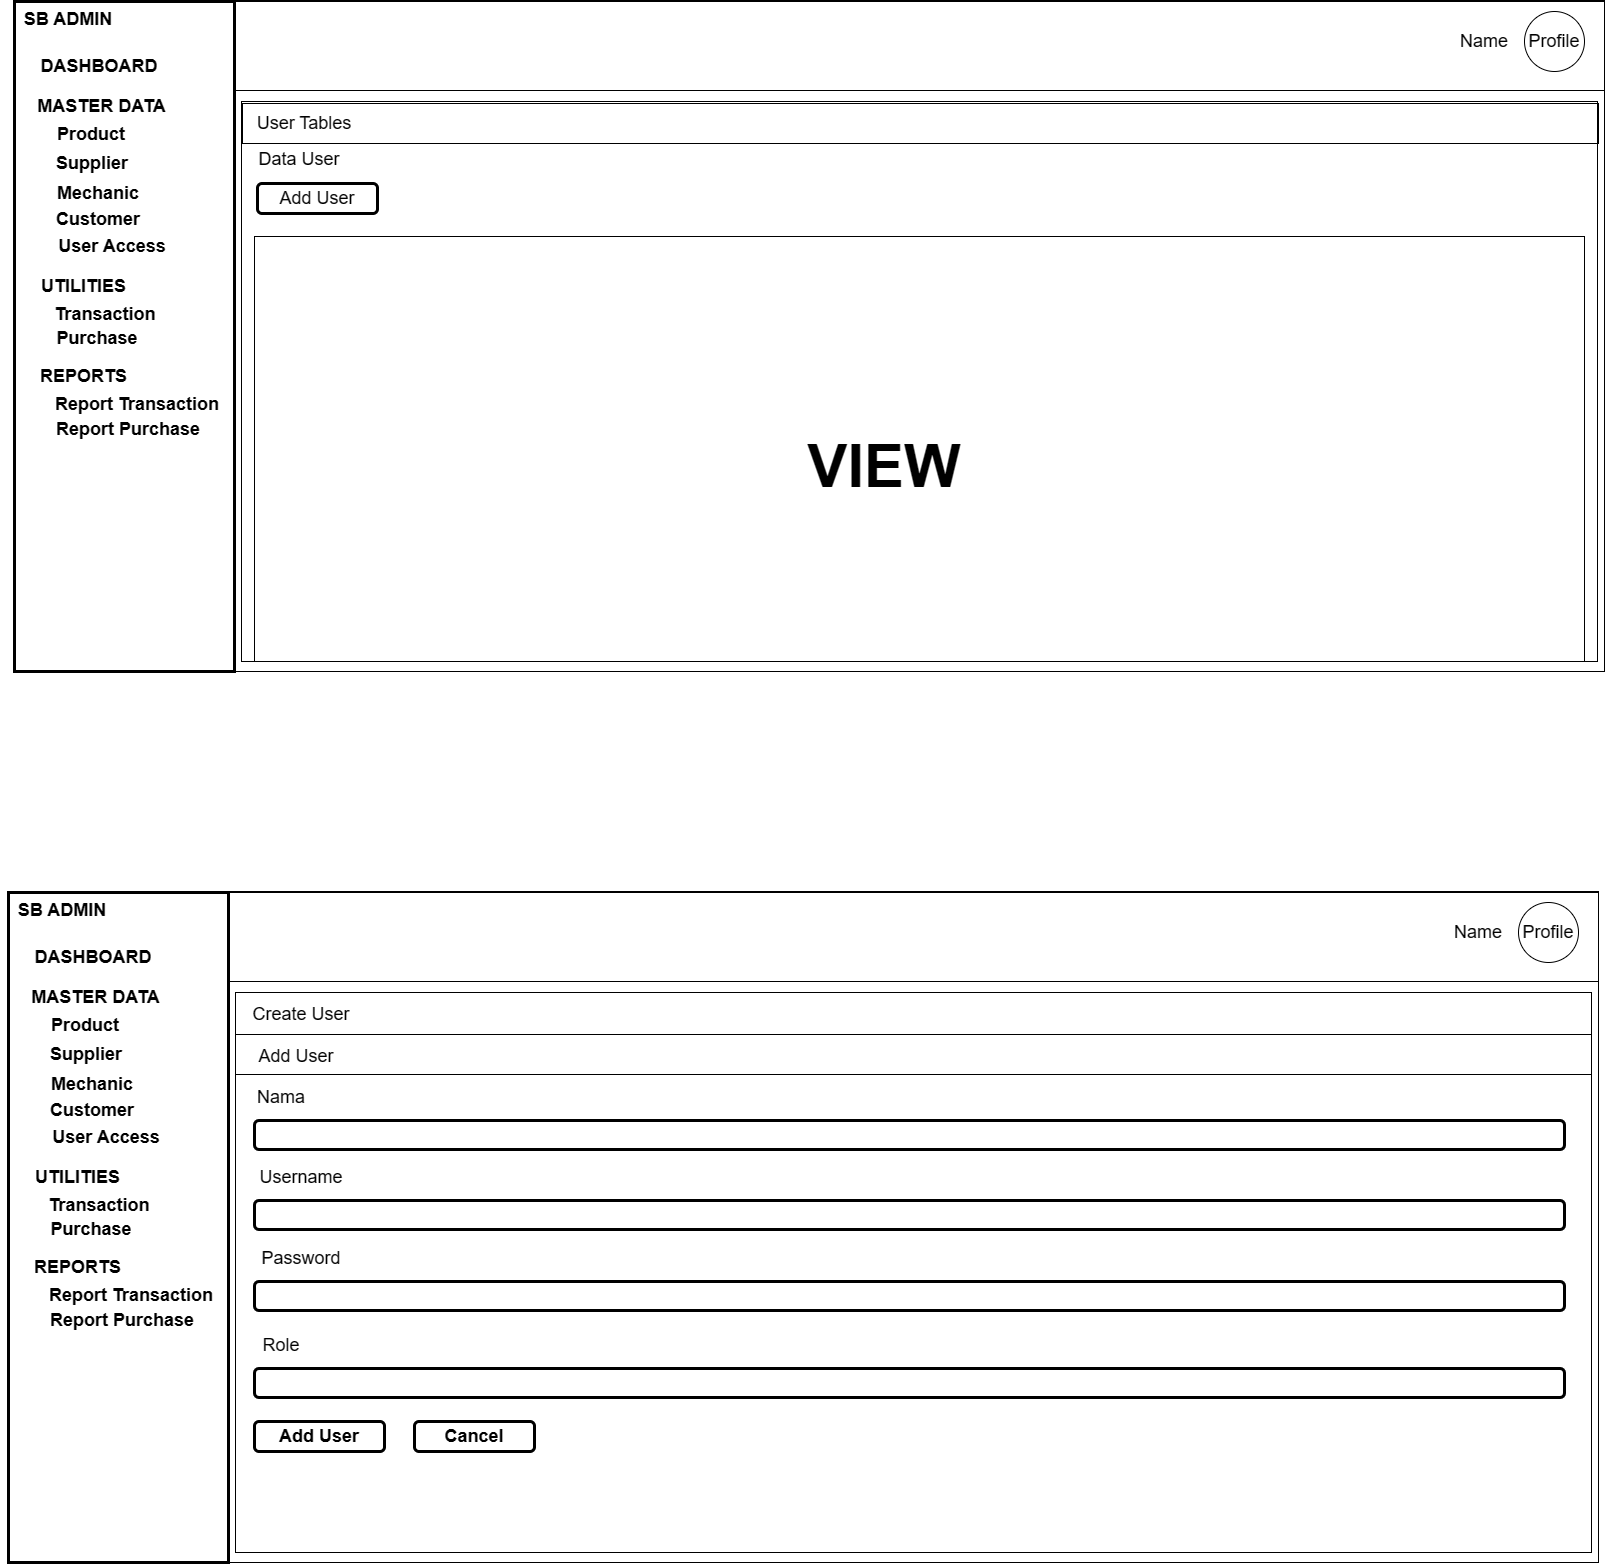 SB ADMIN
DASHBOARD
MASTER DATA
Product
Supplier
Mechanic
Customer
User Access
UTILITIES
Transaction
Purchase
REPORTS
Report Transaction
Report Purchase
Name
Profile
User Tables
Data User
Add User
VIEW
SB ADMIN
DASHBOARD
MASTER DATA
Product
Supplier
Mechanic
Customer
User Access
UTILITIES
Transaction
Purchase
REPORTS
Report Transaction
Report Purchase
Name
Profile
Create User
Add User
Nama
Username
Password
Role
Add User
Cancel